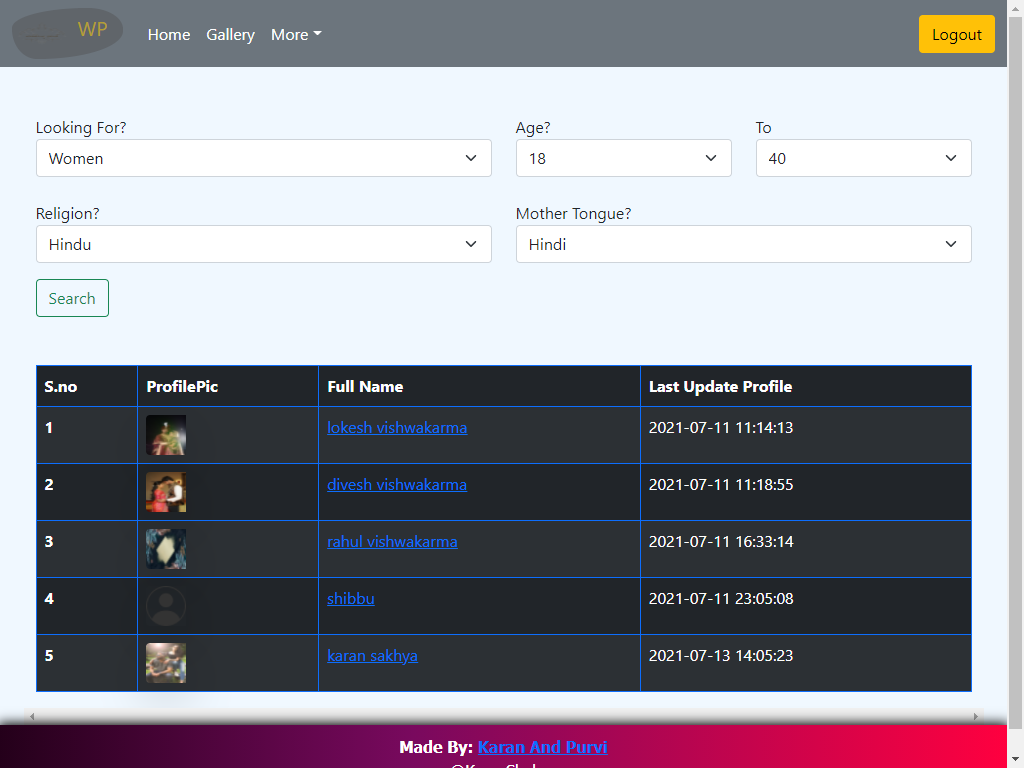 WP
Home Gallery More Logout
Looking For? Age? To
Women 18 40
Religion? Mother Tongue?
Hindu Hindi
Search
S.no ProfilePic Full Name Last Update Profile
1 lokesh vishwakarma 2021-07-11 11:14:13
2 divesh vishwakarma 2021-07-11 11:18:55
3 rahul vishwakarma 2021-07-11 16:33:14
4 shibbu 2021-07-11 23:05:08
5 karan sakhya 2021-07-13 14:05:23
Made By: Karan And Purvi